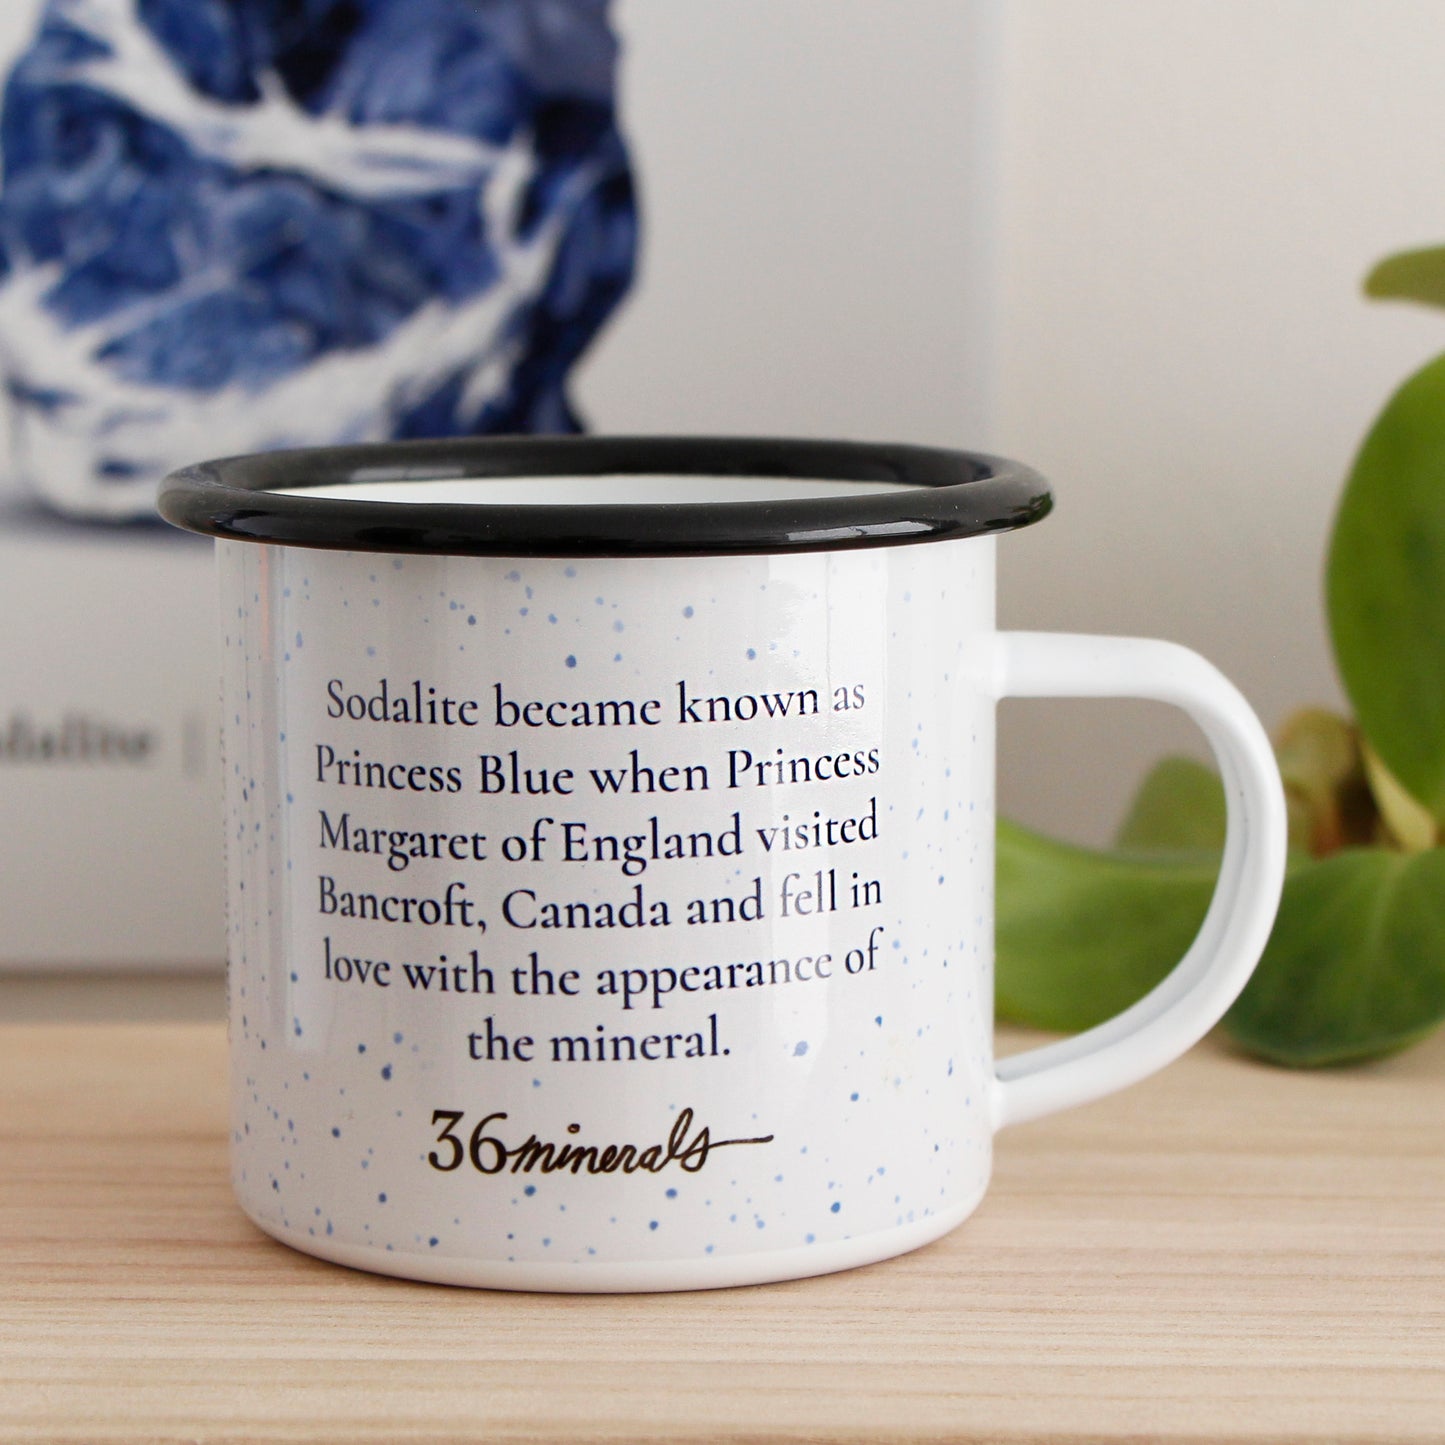 Sodalite became known as
Princess Blue when Princess
Margaret of England visited
Bancroft, Canada and fell in
love with the appearance of
the mineral.
36minerals